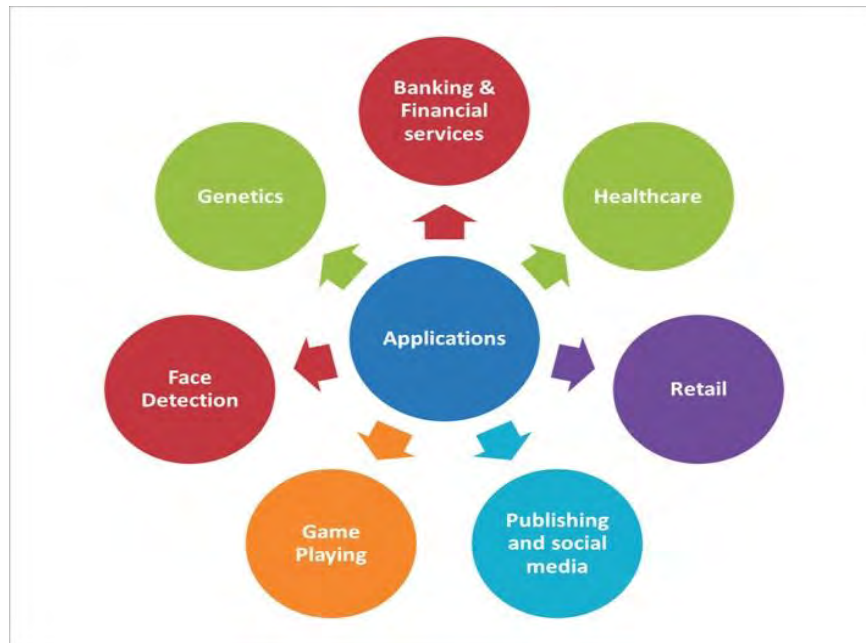 Banking &
Financial
services
Healthcare
Retail
Publishing
and social
media
Game
Playing
Face
Detection
Genetics
Applications